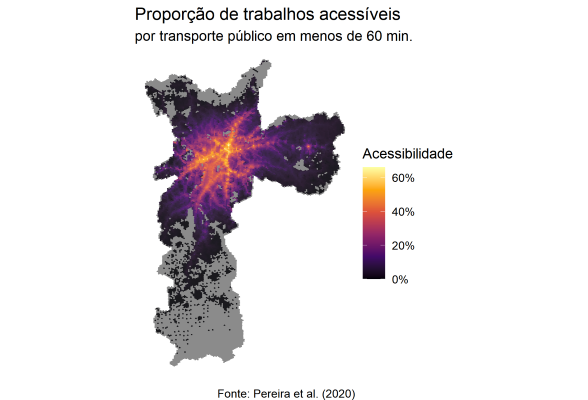 Proporção de trabalhos acessíveis
por transporte público em menos de 60 min.
Acessibilidade
60%
40%
20%
0%
Fonte: Pereira et al. (2020)